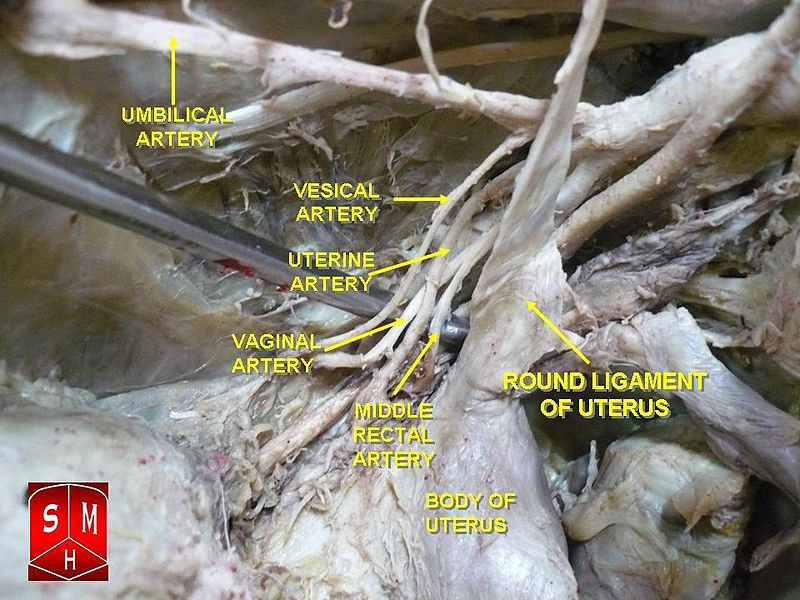 UMBILICAL
ARTERY
VESICAL
ARTERY
UTERINE
ARTERY
VAGINAL
ARTERY
ROUND LIGAMENT
OF UTERUS
MIDDLE
RECTAL
ARTERY
BODY OF
UTERUS
S M
H